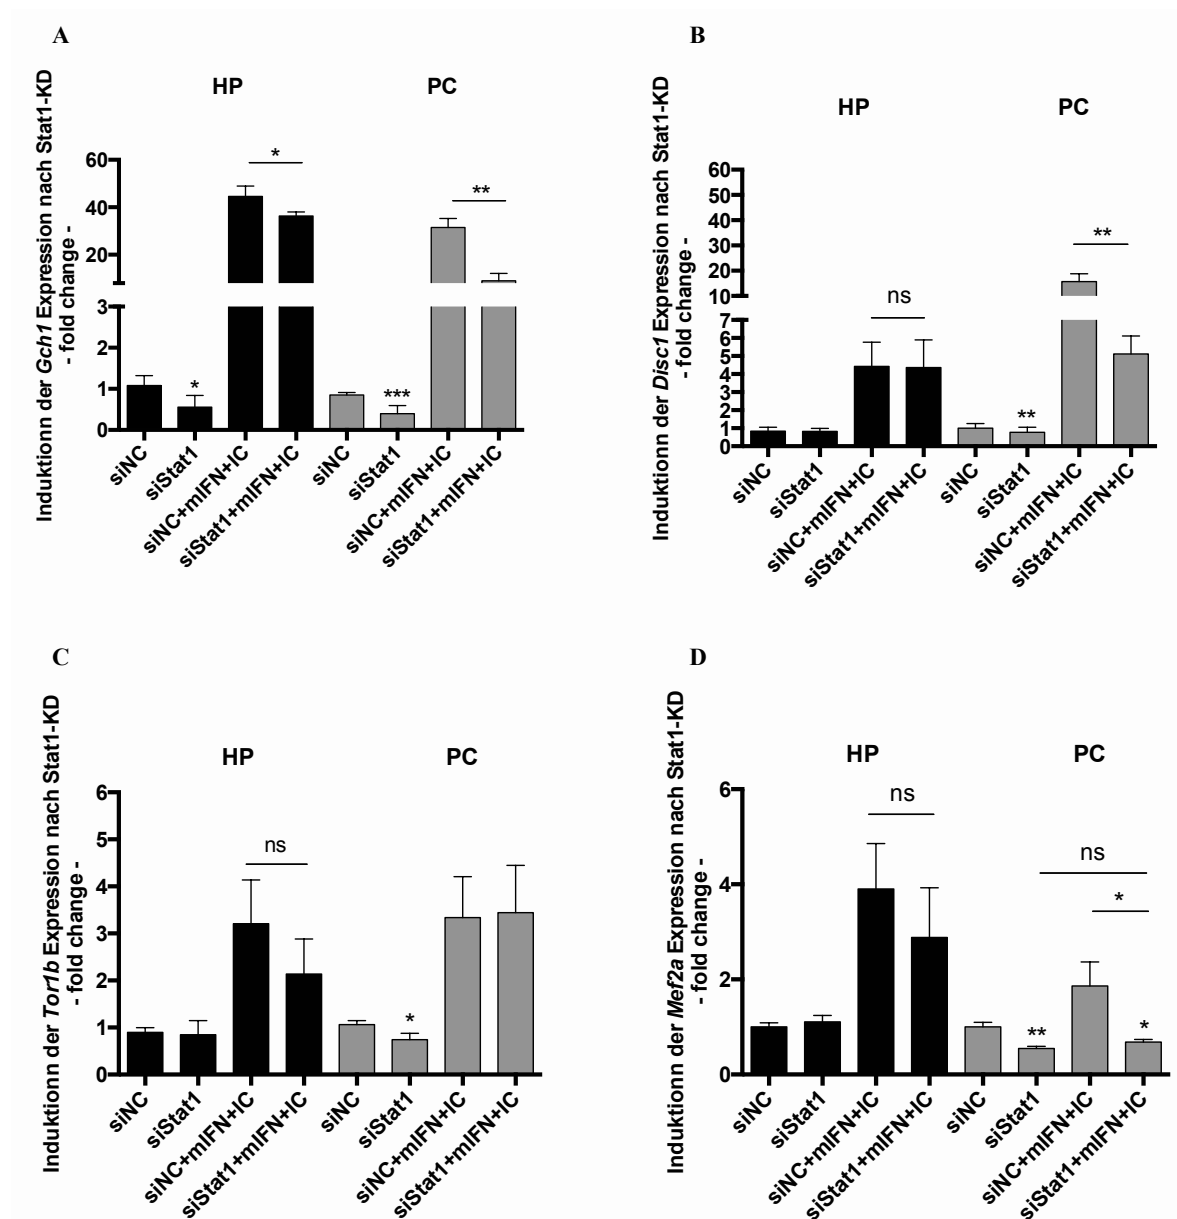 A
Induktionn der Gch1 Expression nach Stat1-KD
- fold change -
HP
PC
60
40
20
3
2
1
0
*
*
***
**
siNC
siStat1
siNC+mIFN+IC
siStat1+mIFN+IC
siNC
siStat1
siNC+mIFN+IC
siStat1+mIFN+IC
B
Induktionn der Disc1 Expression nach Stat1-KD
- fold change -
HP
PC
60
50
40
30
20
10
7
6
5
4
3
2
1
0
ns
**
**
siNC
siStat1
siNC+mIFN+IC
siStat1+mIFN+IC
siNC
siStat1
siNC+mIFN+IC
siStat1+mIFN+IC
C
Induktionn der Tor1b Expression nach Stat1-KD
- fold change -
HP
PC
6
5
4
3
2
1
0
ns
*
siNC
siStat1
siNC+mIFN+IC
siStat1+mIFN+IC
siNC
siStat1
siNC+mIFN+IC
siStat1+mIFN+IC
D
Induktionn der Mef2a Expression nach Stat1-KD
- fold change -
HP
PC
6
4
2
0
ns
ns
*
**
*
siNC
siStat1
siNC+mIFN+IC
siStat1+mIFN+IC
siNC
siStat1
siNC+mIFN+IC
siStat1+mIFN+IC